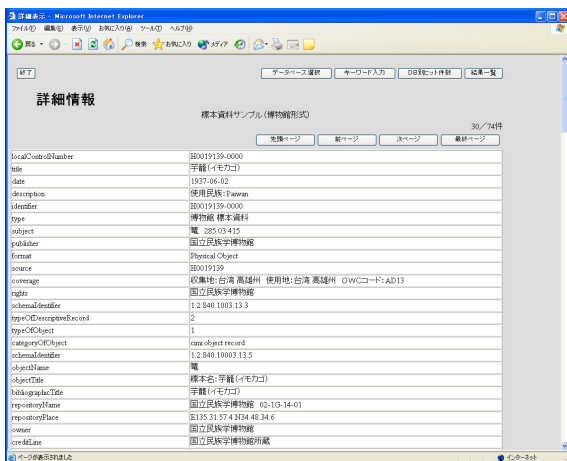 詳細表示 - Microsoft Internet Explorer
ファイル(F) 編集(E) 表示(V) お気に入り(A) ツール(T) ヘルプ(H)
戻る 検索 お気に入り メディア
終了 データベース選択 キーワード入力 DB別ヒット件数 結果一覧
詳細情報
標本資料サンプル(博物館形式)
30/74件
先頭ページ 前ページ 次ページ 最終ページ
localControlNumber H0019139-0000
title 芋籠(イモカゴ)
date 1937-06-02
description 使用民族:Paiwan
identifier H0019139-0000
type 博物館 標本資料
subject 籠 285.03 415
publisher 国立民族学博物館
format Physical Object
source H0019139
coverage 収集地:台湾 高雄州 使用地:台湾 高雄州 OWCコード:AD13
rights 国立民族学博物館
schemaIdentifier 1.2.840.10003.13.3
typeOfDescriptiveRecord 2
typeOfObject 1
categoryOfObject cimi object record
schemaIdentifier 1.2.840.10003.13.5
objectName 籠
objectTitle 標本名:芋籠(イモカゴ)
bibliographicTitle 芋籠(イモカゴ)
repositoryName 国立民族学博物館 02-1G-14-01
repositoryPlace E135.31.57.4 N34.48.34.6
owner 国立民族学博物館
creditLine 国立民族学博物館所蔵
ページが表示されました インターネット